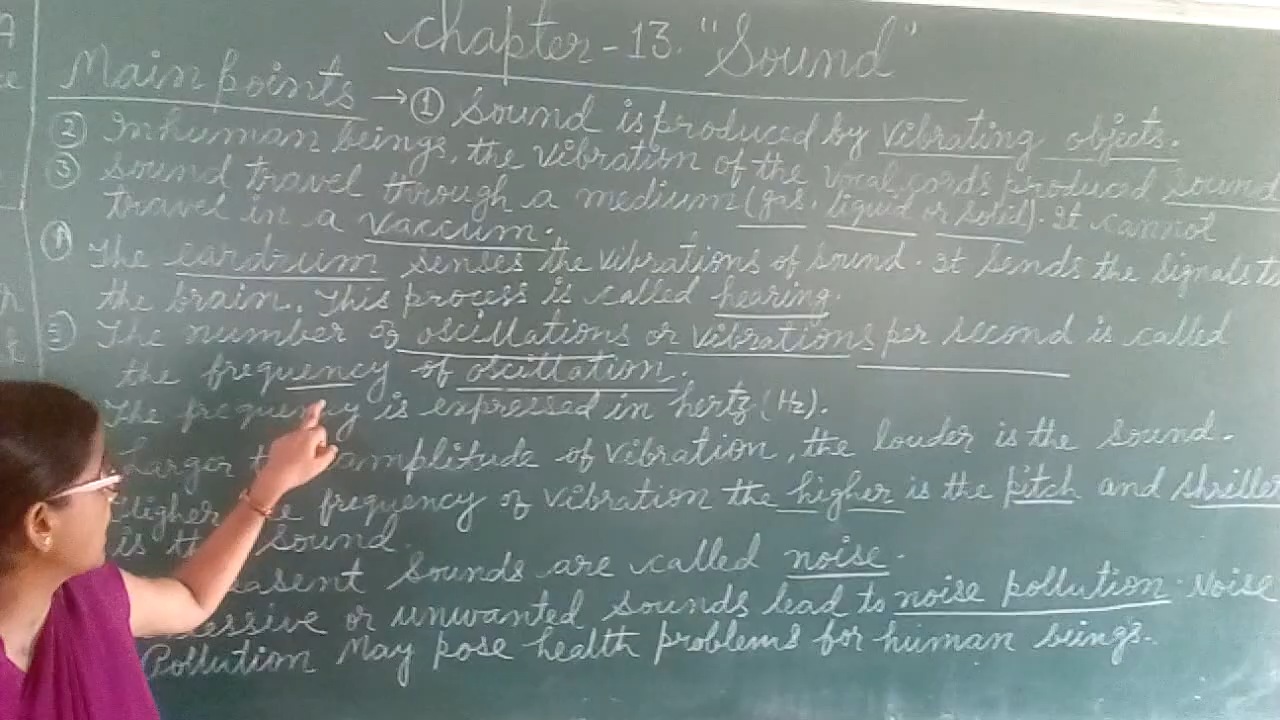 Chapter-13. "Sound"
Main points → ① Sound is produced by vibrating objects.
② In human beings, the vibration of the vocal cords produced sound
③ Sound travel through a medium (gas, liquid or solid). It cannot
travel in a vaccum.
④ The eardrum senses the vibrations of sound. It sends the signals to
the brain. This process is called hearing.
⑤ The number of oscillations or vibrations per second is called
the frequency of oscittation.
The frequency is expressed in hertz (Hz).
Larger amplitude of vibration, the louder is the sound.
Higher frequency of vibration the higher is the pitch and shriller
is sound.
sounds are called noise.
or unwanted sounds lead to noise pollution. Noise
Pollution May pose health problems for human beings.